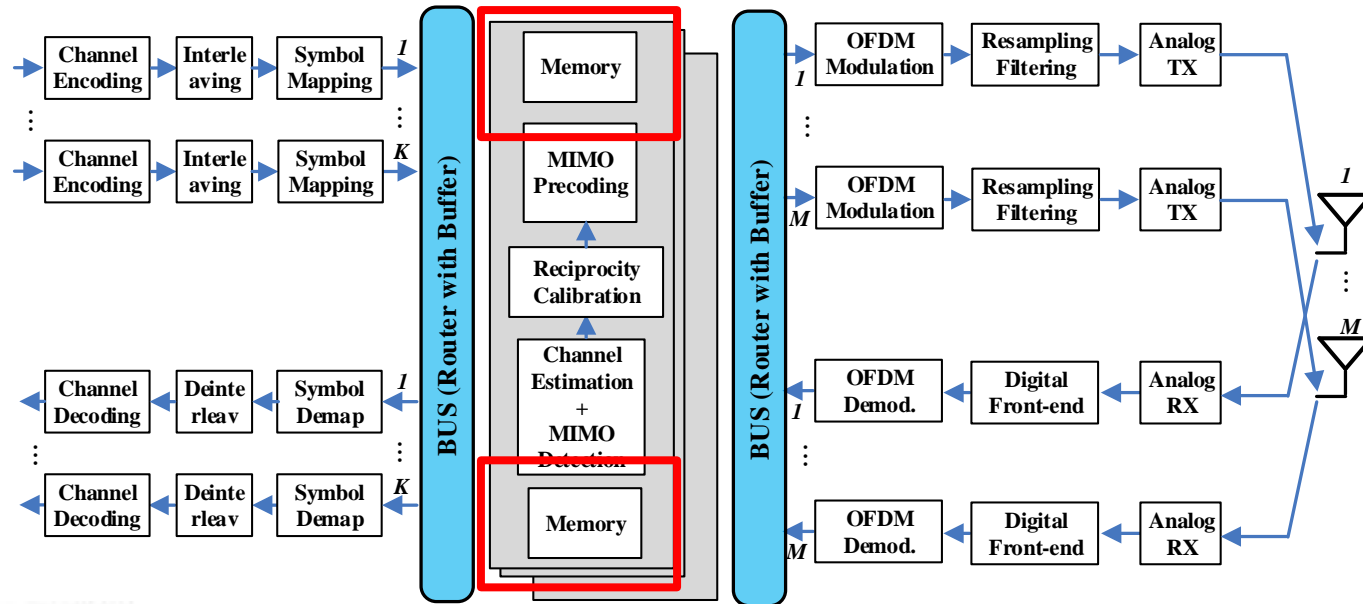 Channel
Encoding
Interle
aving
Symbol
Mapping
1
...
Channel
Encoding
Interle
aving
Symbol
Mapping
K
...
Channel
Decoding
Deinte
rleav
Symbol
Demap
1
...
Channel
Decoding
Deinte
rleav
Symbol
Demap
K
...
BUS (Router with Buffer)
Memory
MIMO
Precoding
Reciprocity
Calibration
Channel
Estimation
+
MIMO
Detection
Memory
BUS (Router with Buffer)
1
OFDM
Modulation
Resampling
Filtering
Analog
TX
...
M
OFDM
Modulation
Resampling
Filtering
Analog
TX
1
...
M
1
OFDM
Demod.
Digital
Front-end
Analog
RX
...
M
OFDM
Demod.
Digital
Front-end
Analog
RX